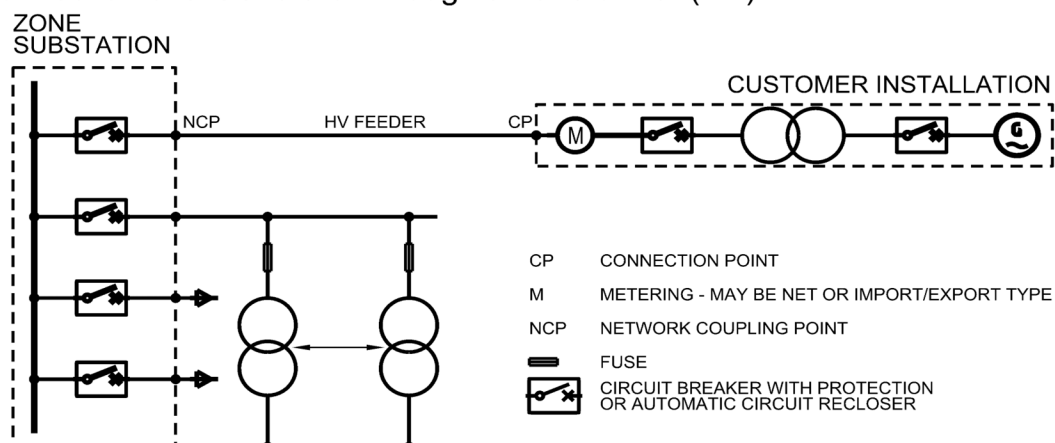 ZONE
SUBSTATION
CUSTOMER INSTALLATION
NCP
HV FEEDER
CP
M
G
CP CONNECTION POINT
M METERING - MAY BE NET OR IMPORT/EXPORT TYPE
NCP NETWORK COUPLING POINT
FUSE
CIRCUIT BREAKER WITH PROTECTION
OR AUTOMATIC CIRCUIT RECLOSER